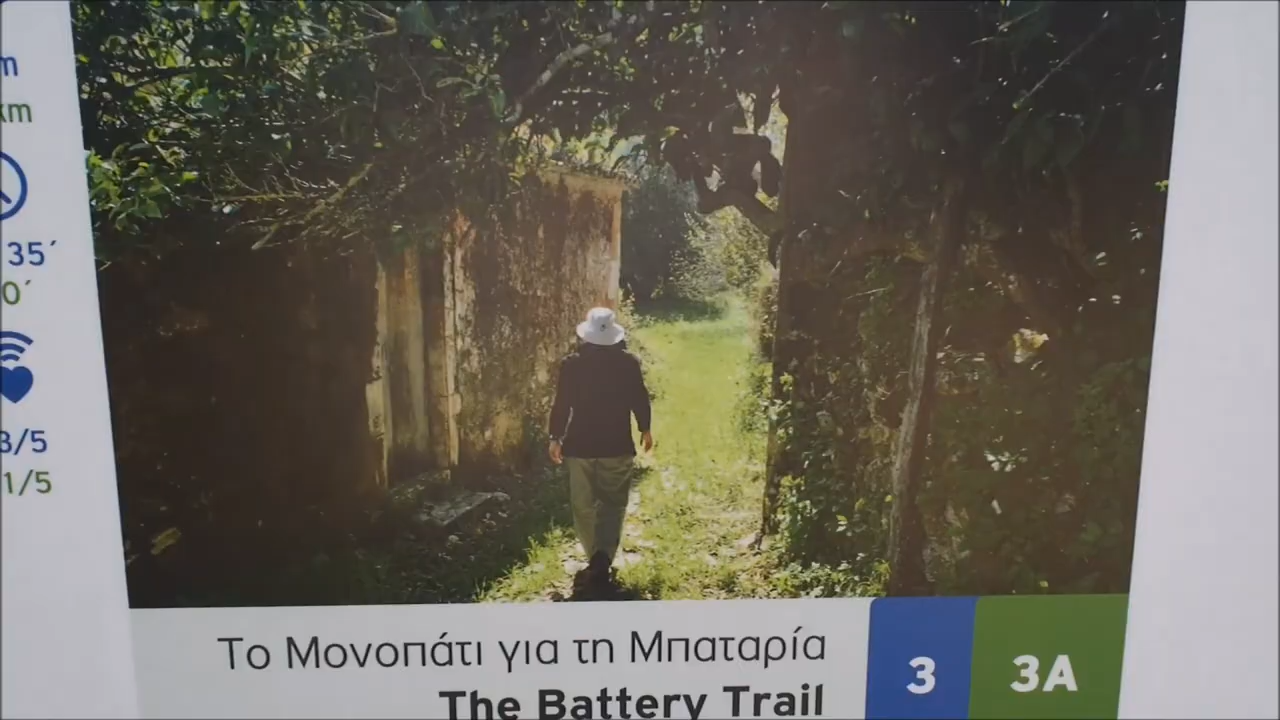 m
km
35΄
0΄
3/5
1/5
Το Μονοπάτι για τη Μπαταρία
The Battery Trail
3
3A